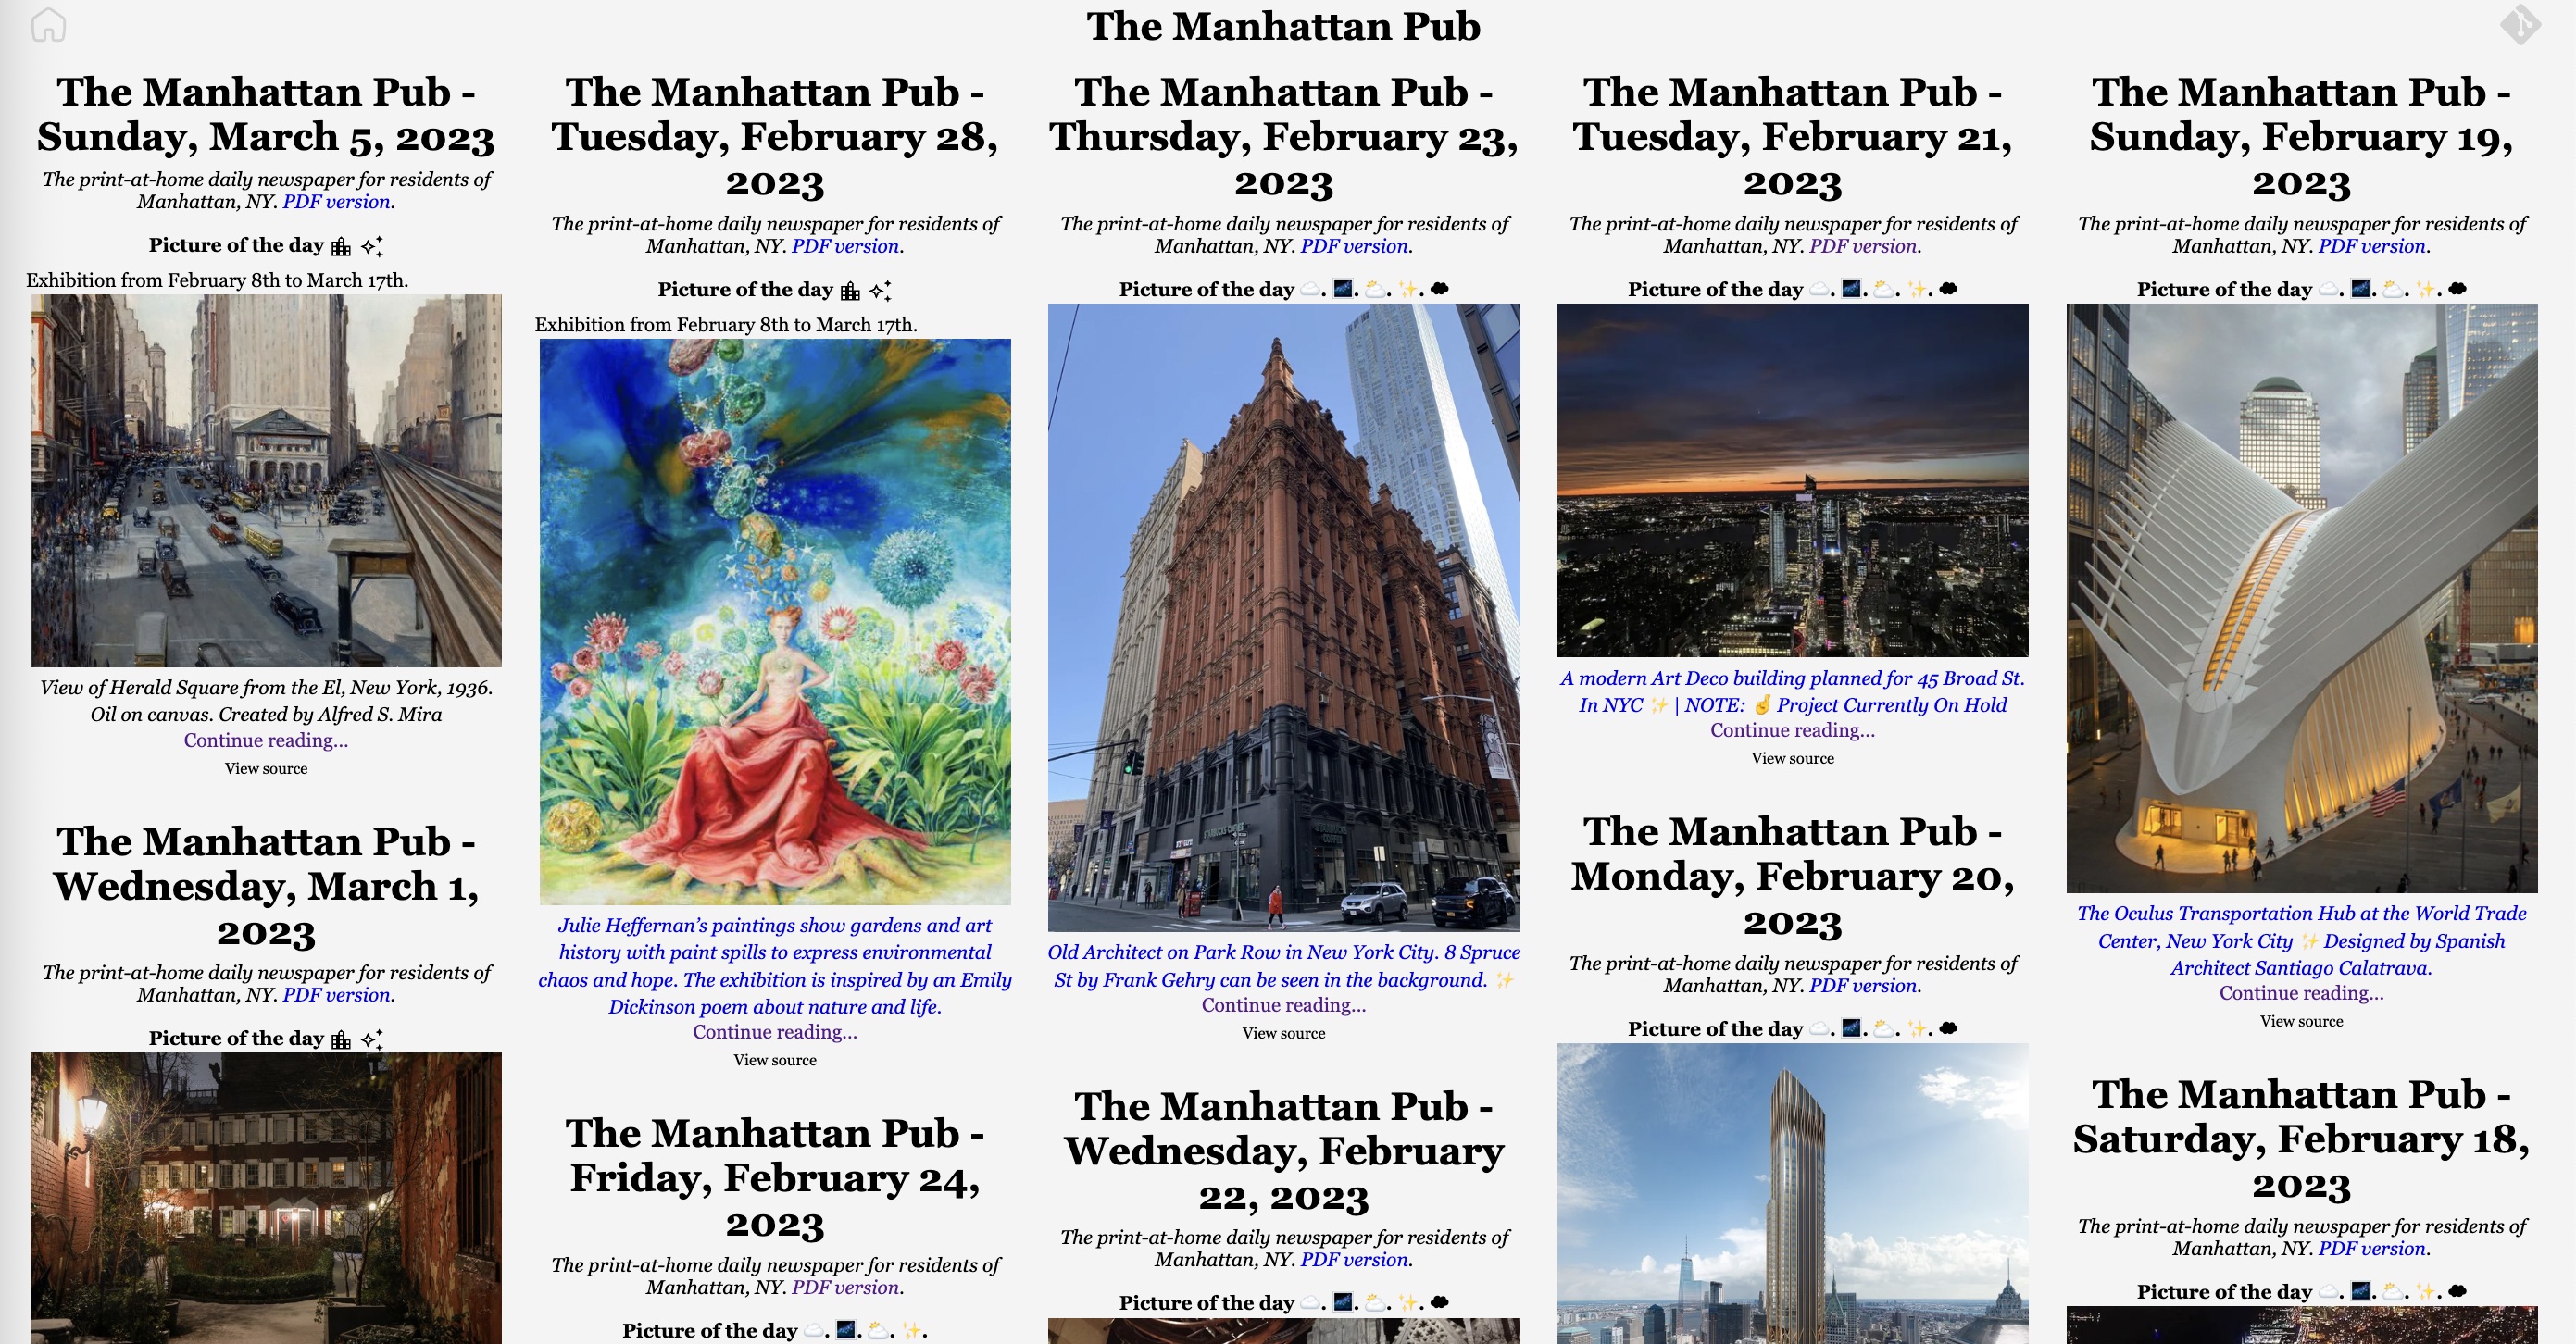 The Manhattan Pub
The Manhattan Pub -
Sunday, March 5, 2023
The print-at-home daily newspaper for residents of
Manhattan, NY. PDF version.
Picture of the day
Exhibition from February 8th to March 17th.
View of Herald Square from the El, New York, 1936.
Oil on canvas. Created by Alfred S. Mira
Continue reading...
View source
The Manhattan Pub -
Wednesday, March 1,
2023
The print-at-home daily newspaper for residents of
Manhattan, NY. PDF version.
Picture of the day
The Manhattan Pub -
Tuesday, February 28,
2023
The print-at-home daily newspaper for residents of
Manhattan, NY. PDF version.
Picture of the day
Exhibition from February 8th to March 17th.
Julie Heffernan’s paintings show gardens and art
history with paint spills to express environmental
chaos and hope. The exhibition is inspired by an Emily
Dickinson poem about nature and life.
Continue reading...
View source
The Manhattan Pub -
Friday, February 24,
2023
The print-at-home daily newspaper for residents of
Manhattan, NY. PDF version.
Picture of the day ☁️. 🌌. ⛅. ✨.
The Manhattan Pub -
Thursday, February 23,
2023
The print-at-home daily newspaper for residents of
Manhattan, NY. PDF version.
Picture of the day ☁️. 🌌. ⛅. ✨.
Old Architect on Park Row in New York City. 8 Spruce
St by Frank Gehry can be seen in the background. ✨
Continue reading...
View source
The Manhattan Pub -
Wednesday, February
22, 2023
The print-at-home daily newspaper for residents of
Manhattan, NY. PDF version.
Picture of the day ☁️. 🌌. ⛅. ✨.
The Manhattan Pub -
Tuesday, February 21,
2023
The print-at-home daily newspaper for residents of
Manhattan, NY. PDF version.
Picture of the day ☁️. 🌌. ⛅. ✨.
A modern Art Deco building planned for 45 Broad St.
In NYC ✨ | NOTE: 🤞 Project Currently On Hold
Continue reading...
View source
The Manhattan Pub -
Monday, February 20,
2023
The print-at-home daily newspaper for residents of
Manhattan, NY. PDF version.
Picture of the day ☁️. 🌌. ⛅. ✨.
The Manhattan Pub -
Sunday, February 19,
2023
The print-at-home daily newspaper for residents of
Manhattan, NY. PDF version.
Picture of the day ☁️. 🌌. ⛅. ✨.
The Oculus Transportation Hub at the World Trade
Center, New York City ✨ Designed by Spanish
Architect Santiago Calatrava.
Continue reading...
View source
The Manhattan Pub -
Saturday, February 18,
2023
The print-at-home daily newspaper for residents of
Manhattan, NY. PDF version.
Picture of the day ☁️. 🌌. ⛅. ✨.